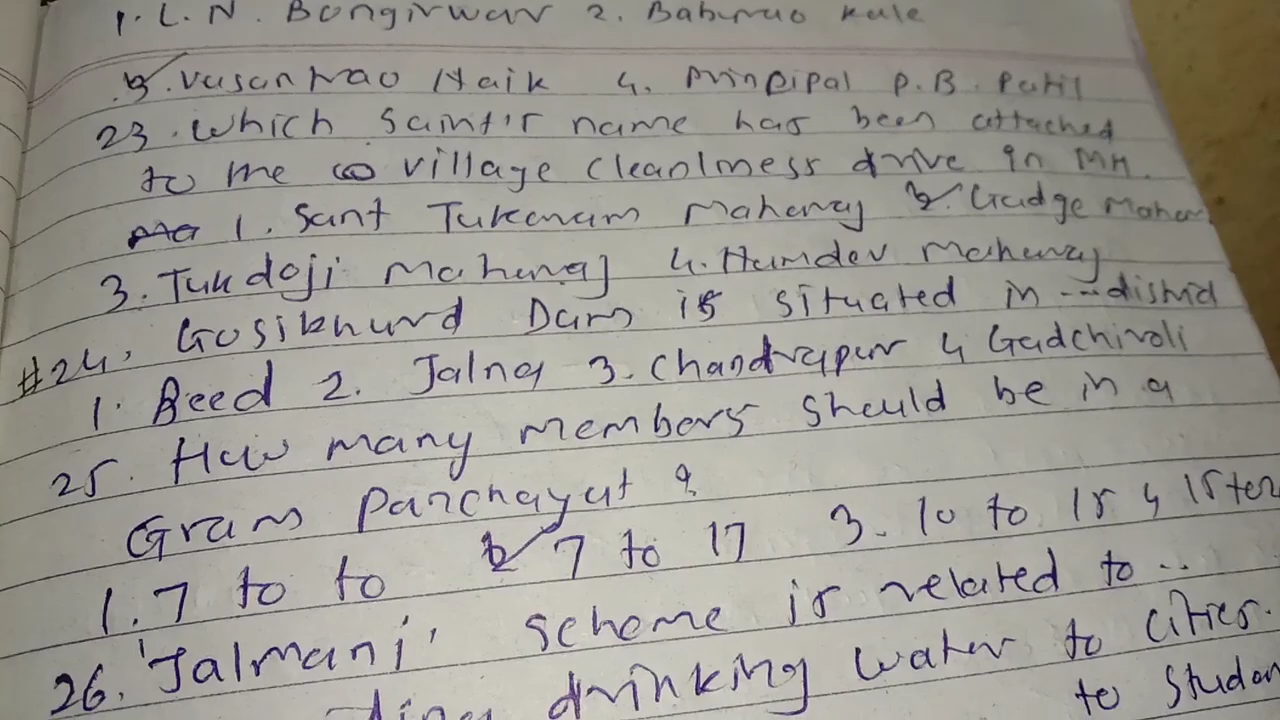 1. L. N. Bongirwar 2. Baburao Kale
3. Vasantrao Naik 4. Principal P. B. Patil
23. Which Saint's name has been attached
to the village cleanlmess drive in MH.
1. Sant Tukaram Maharaj 2. Gadge Mahar
3. Tukdoji Maharaj 4. Namdev Maharaj
#24. Gosikhurd Dam is situated in ... district
1. Beed 2. Jalna 3. Chandrapur 4 Gadchiroli
25. How many members should be in a
Gram Panchayat ?
1. 7 to to 2 7 to 17 3. 10 to 15 4 15 to
26. 'Jalmani' scheme is related to ..
drinking water to cities.
to Studen